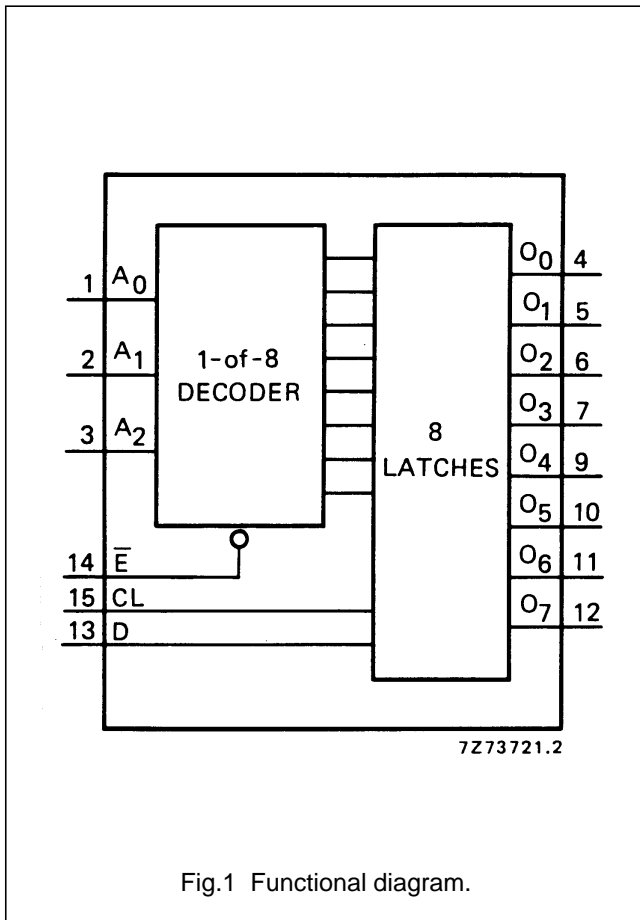 1 A0
2 A1
3 A2
14 E̅
15 CL
13 D
1-of-8
DECODER
8
LATCHES
O0 4
O1 5
O2 6
O3 7
O4 9
O5 10
O6 11
O7 12
7Z73721.2
Fig.1 Functional diagram.